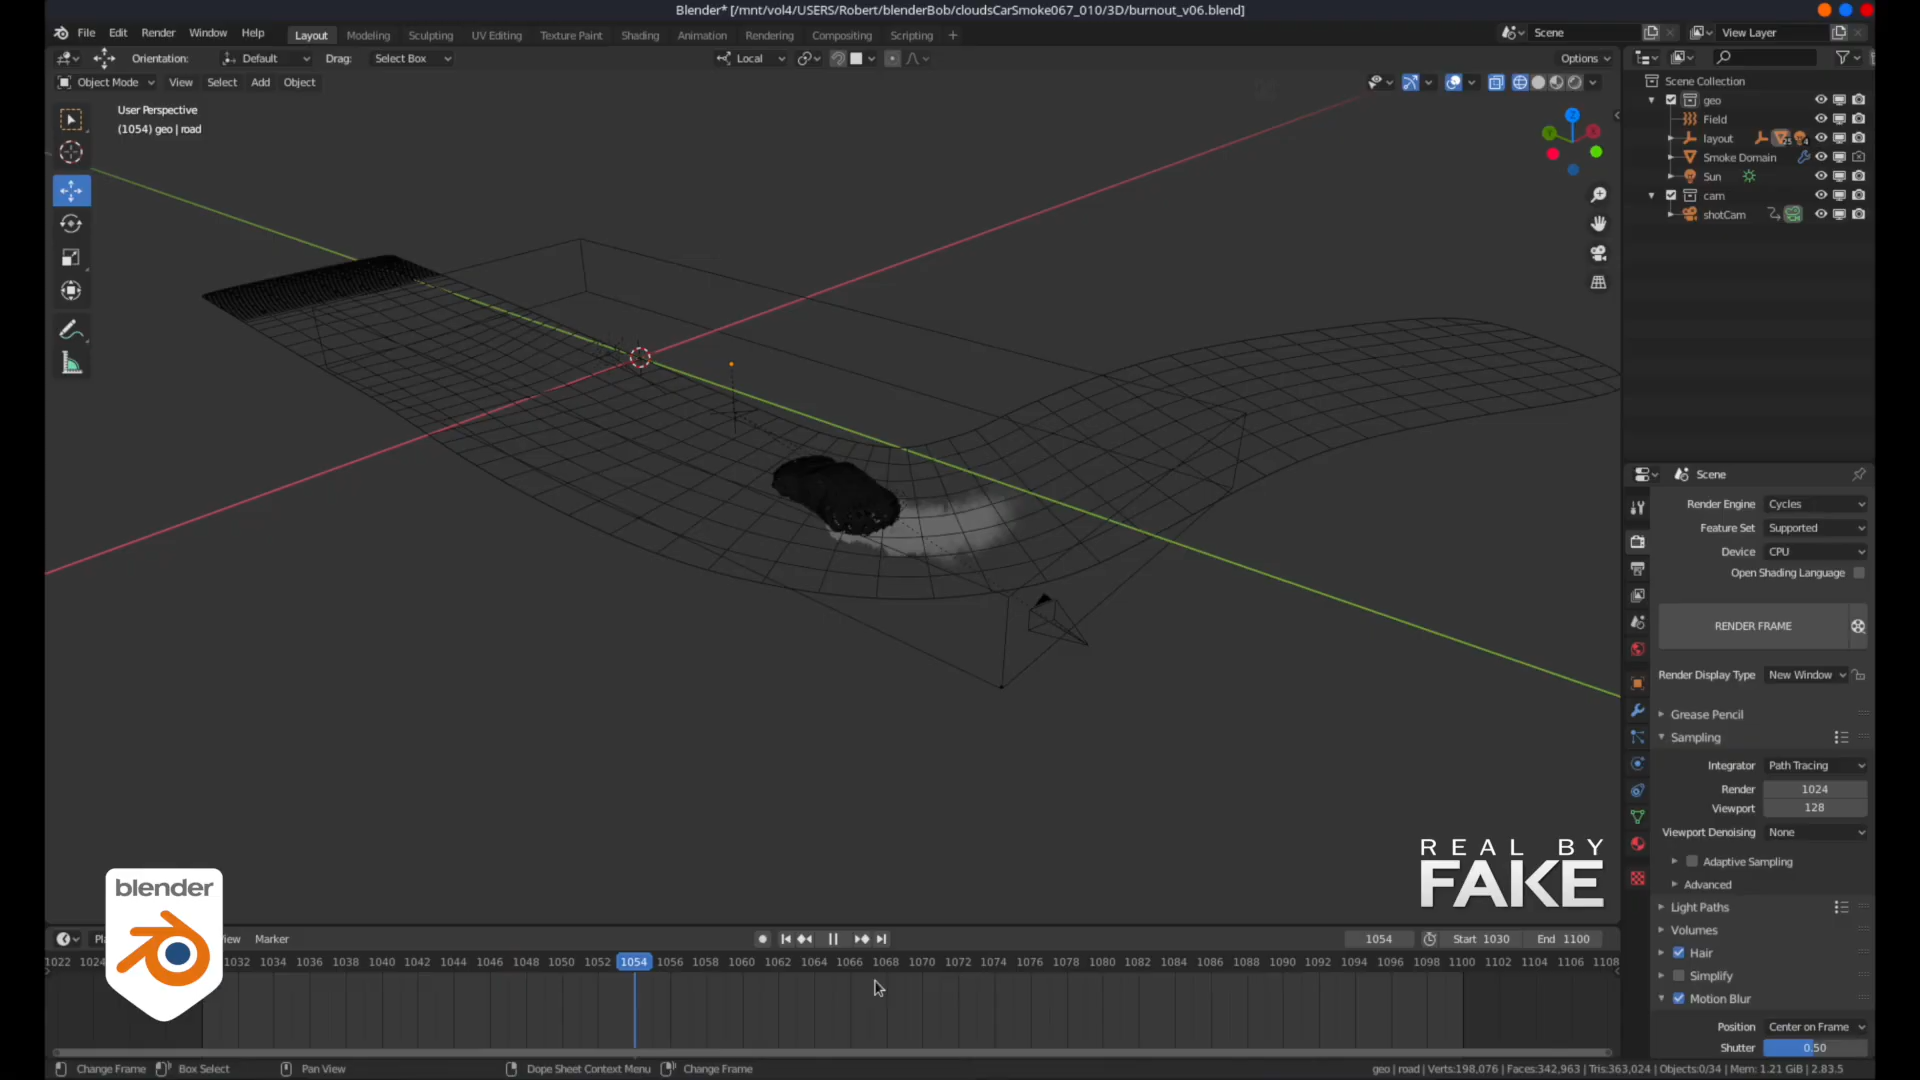 Blender* [/mnt/vol4/USERS/Robert/blenderBob/cloudsCarSmoke067_010/3D/burnout_v06.blend]
File Edit Render Window Help Layout Modeling Sculpting UV Editing Texture Paint Shading Animation Rendering Compositing Scripting + Scene View Layer
Orientation: Default Drag: Select Box Local Options
Object Mode View Select Add Object
User Perspective
(1054) geo | road
Scene Collection
geo
Field
layout 25 4
Smoke Domain
Sun
cam
shotCam
Z
Y X
Scene
Render Engine Cycles
Feature Set Supported
Device CPU
Open Shading Language
RENDER FRAME
Render Display Type New Window
Grease Pencil
Sampling
Integrator Path Tracing
Render 1024
Viewport 128
Viewport Denoising None
Adaptive Sampling
Advanced
Light Paths
Volumes
Hair
Simplify
Motion Blur
Position Center on Frame
Shutter 0.50
REAL BY
FAKE
blender
Marker 1054 Start 1030 End 1100
1022 1032 1034 1036 1038 1040 1042 1044 1046 1048 1050 1052 1054 1056 1058 1060 1062 1064 1066 1068 1070 1072 1074 1076 1078 1080 1082 1084 1086 1088 1090 1092 1094 1096 1098 1100 1102 1104 1106 1108
Change Frame Box Select Pan View Dope Sheet Context Menu Change Frame geo | road | Verts:198,076 | Faces:342,963 | Tris:363,024 | Objects:0/34 | Mem: 1.21 GiB | 2.83.5